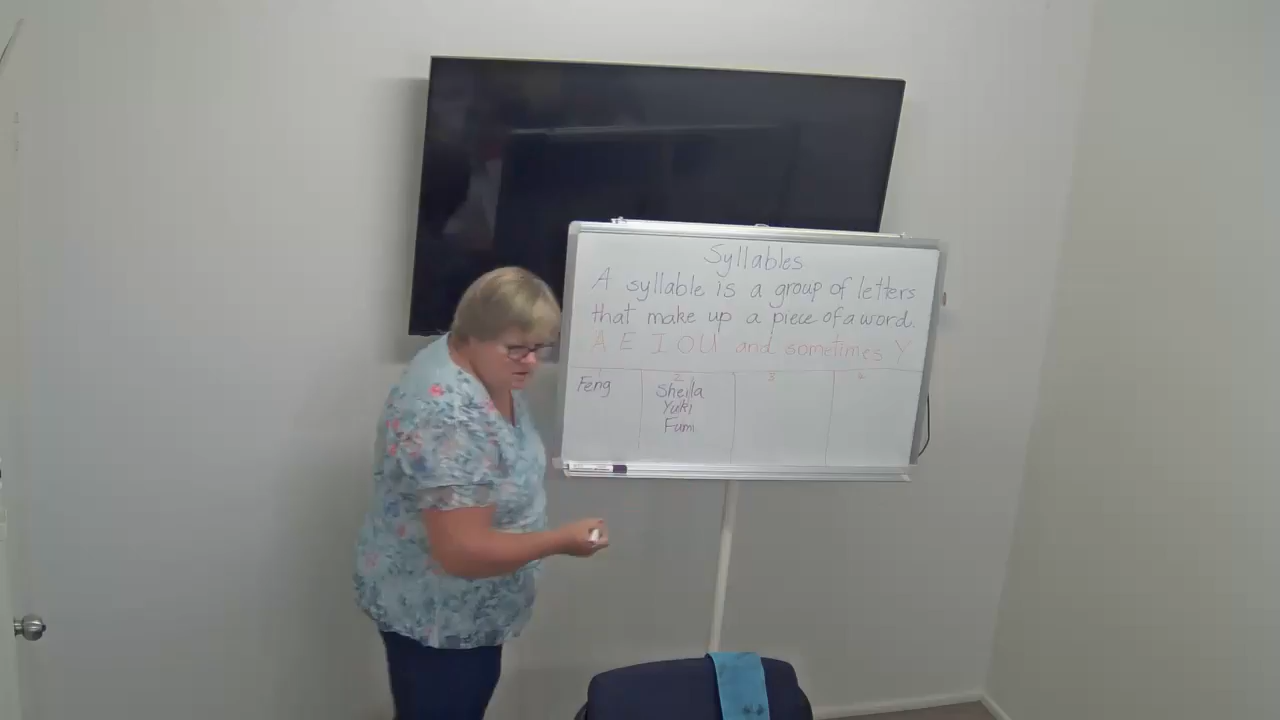 Syllables
A syllable is a group of letters
that make up a piece of a word.
A E I O U and sometimes Y
1 2 3 4
Feng Sheila
Yuki
Fumi